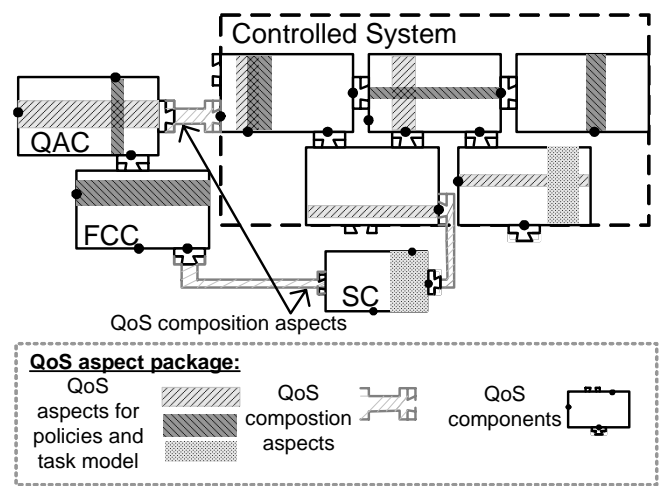 Controlled System
QAC
FCC
SC
QoS composition aspects
QoS aspect package:
QoS
aspects for
policies and
task model
QoS
compostion
aspects
QoS
components